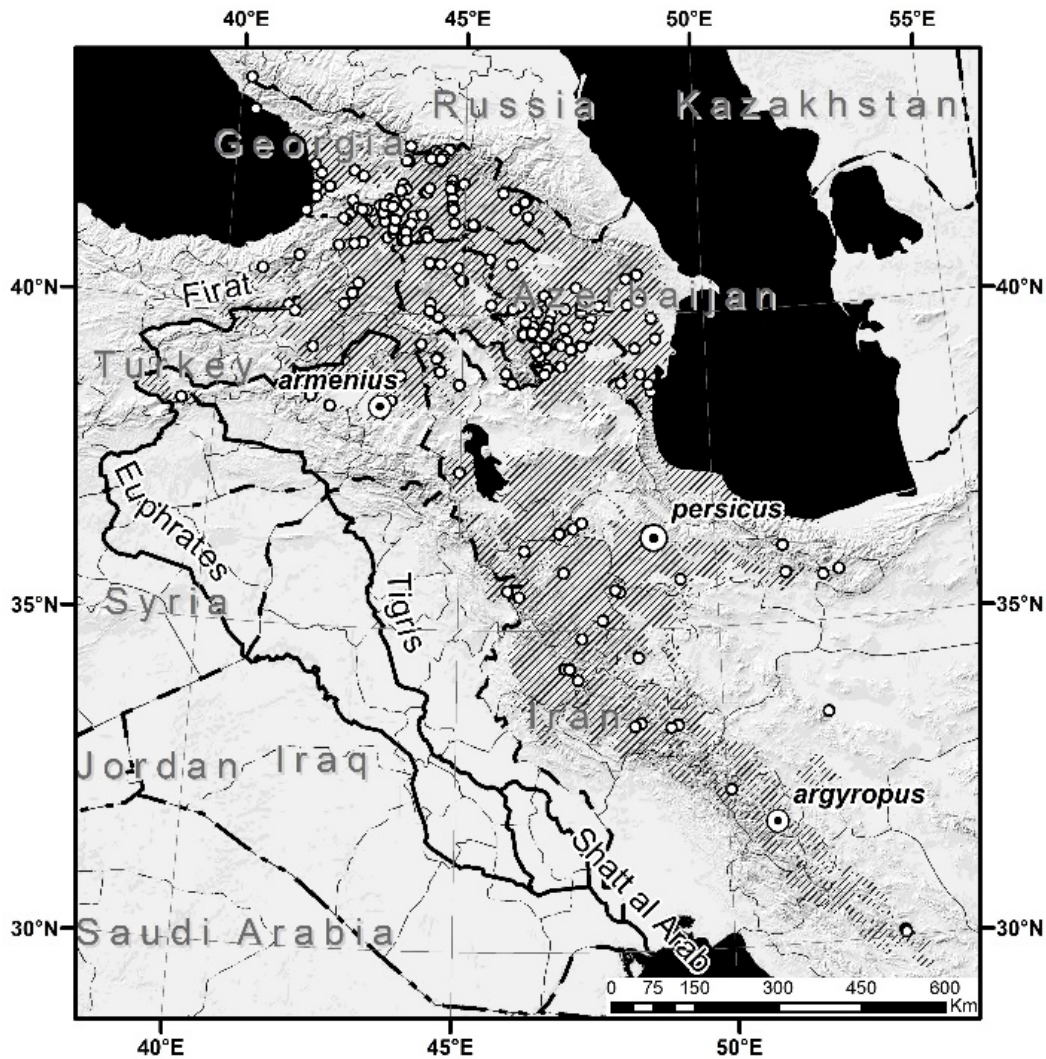 40°E 45°E 50°E 55°E
Russia Kazakhstan
Georgia
40°N 40°N
Firat Azerbaijan
Turkey
armenius
Euphrates
persicus
Tigris
Syria
35°N 35°N
Iran
Jordan Iraq
argyropus
Shatt al Arab
30°N 30°N
Saudi Arabia
0 75 150 300 450 600
Km
40°E 45°E 50°E